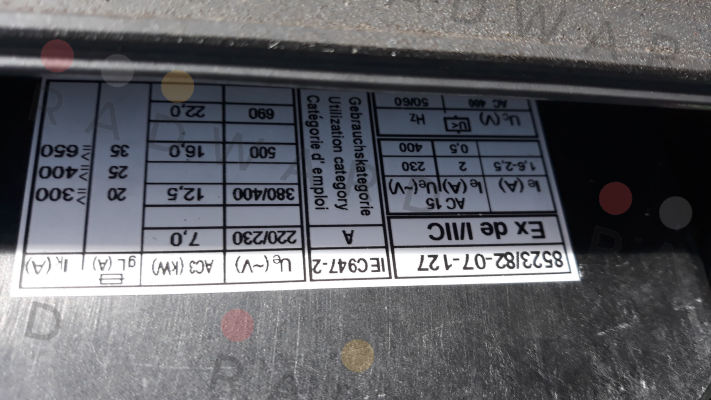 8523/82-07-127
Ex de I/IIC
AC 15
Ie (A) Ie (A) Ue(~V)
1,6-2,5 2 230
0,5 400
Uc (V) U< Hz
AC 400 50/60
IEC947-2
A
Gebrauchskategorie
Utilization category
Catégorie d' emploi
Ue (~V) AC3 (kW) gL (A) Ik (A)
220/230 7,0
380/400 12,5 20 ≥300
25 ≥400
500 16,0 35 ≥650
690 22,0